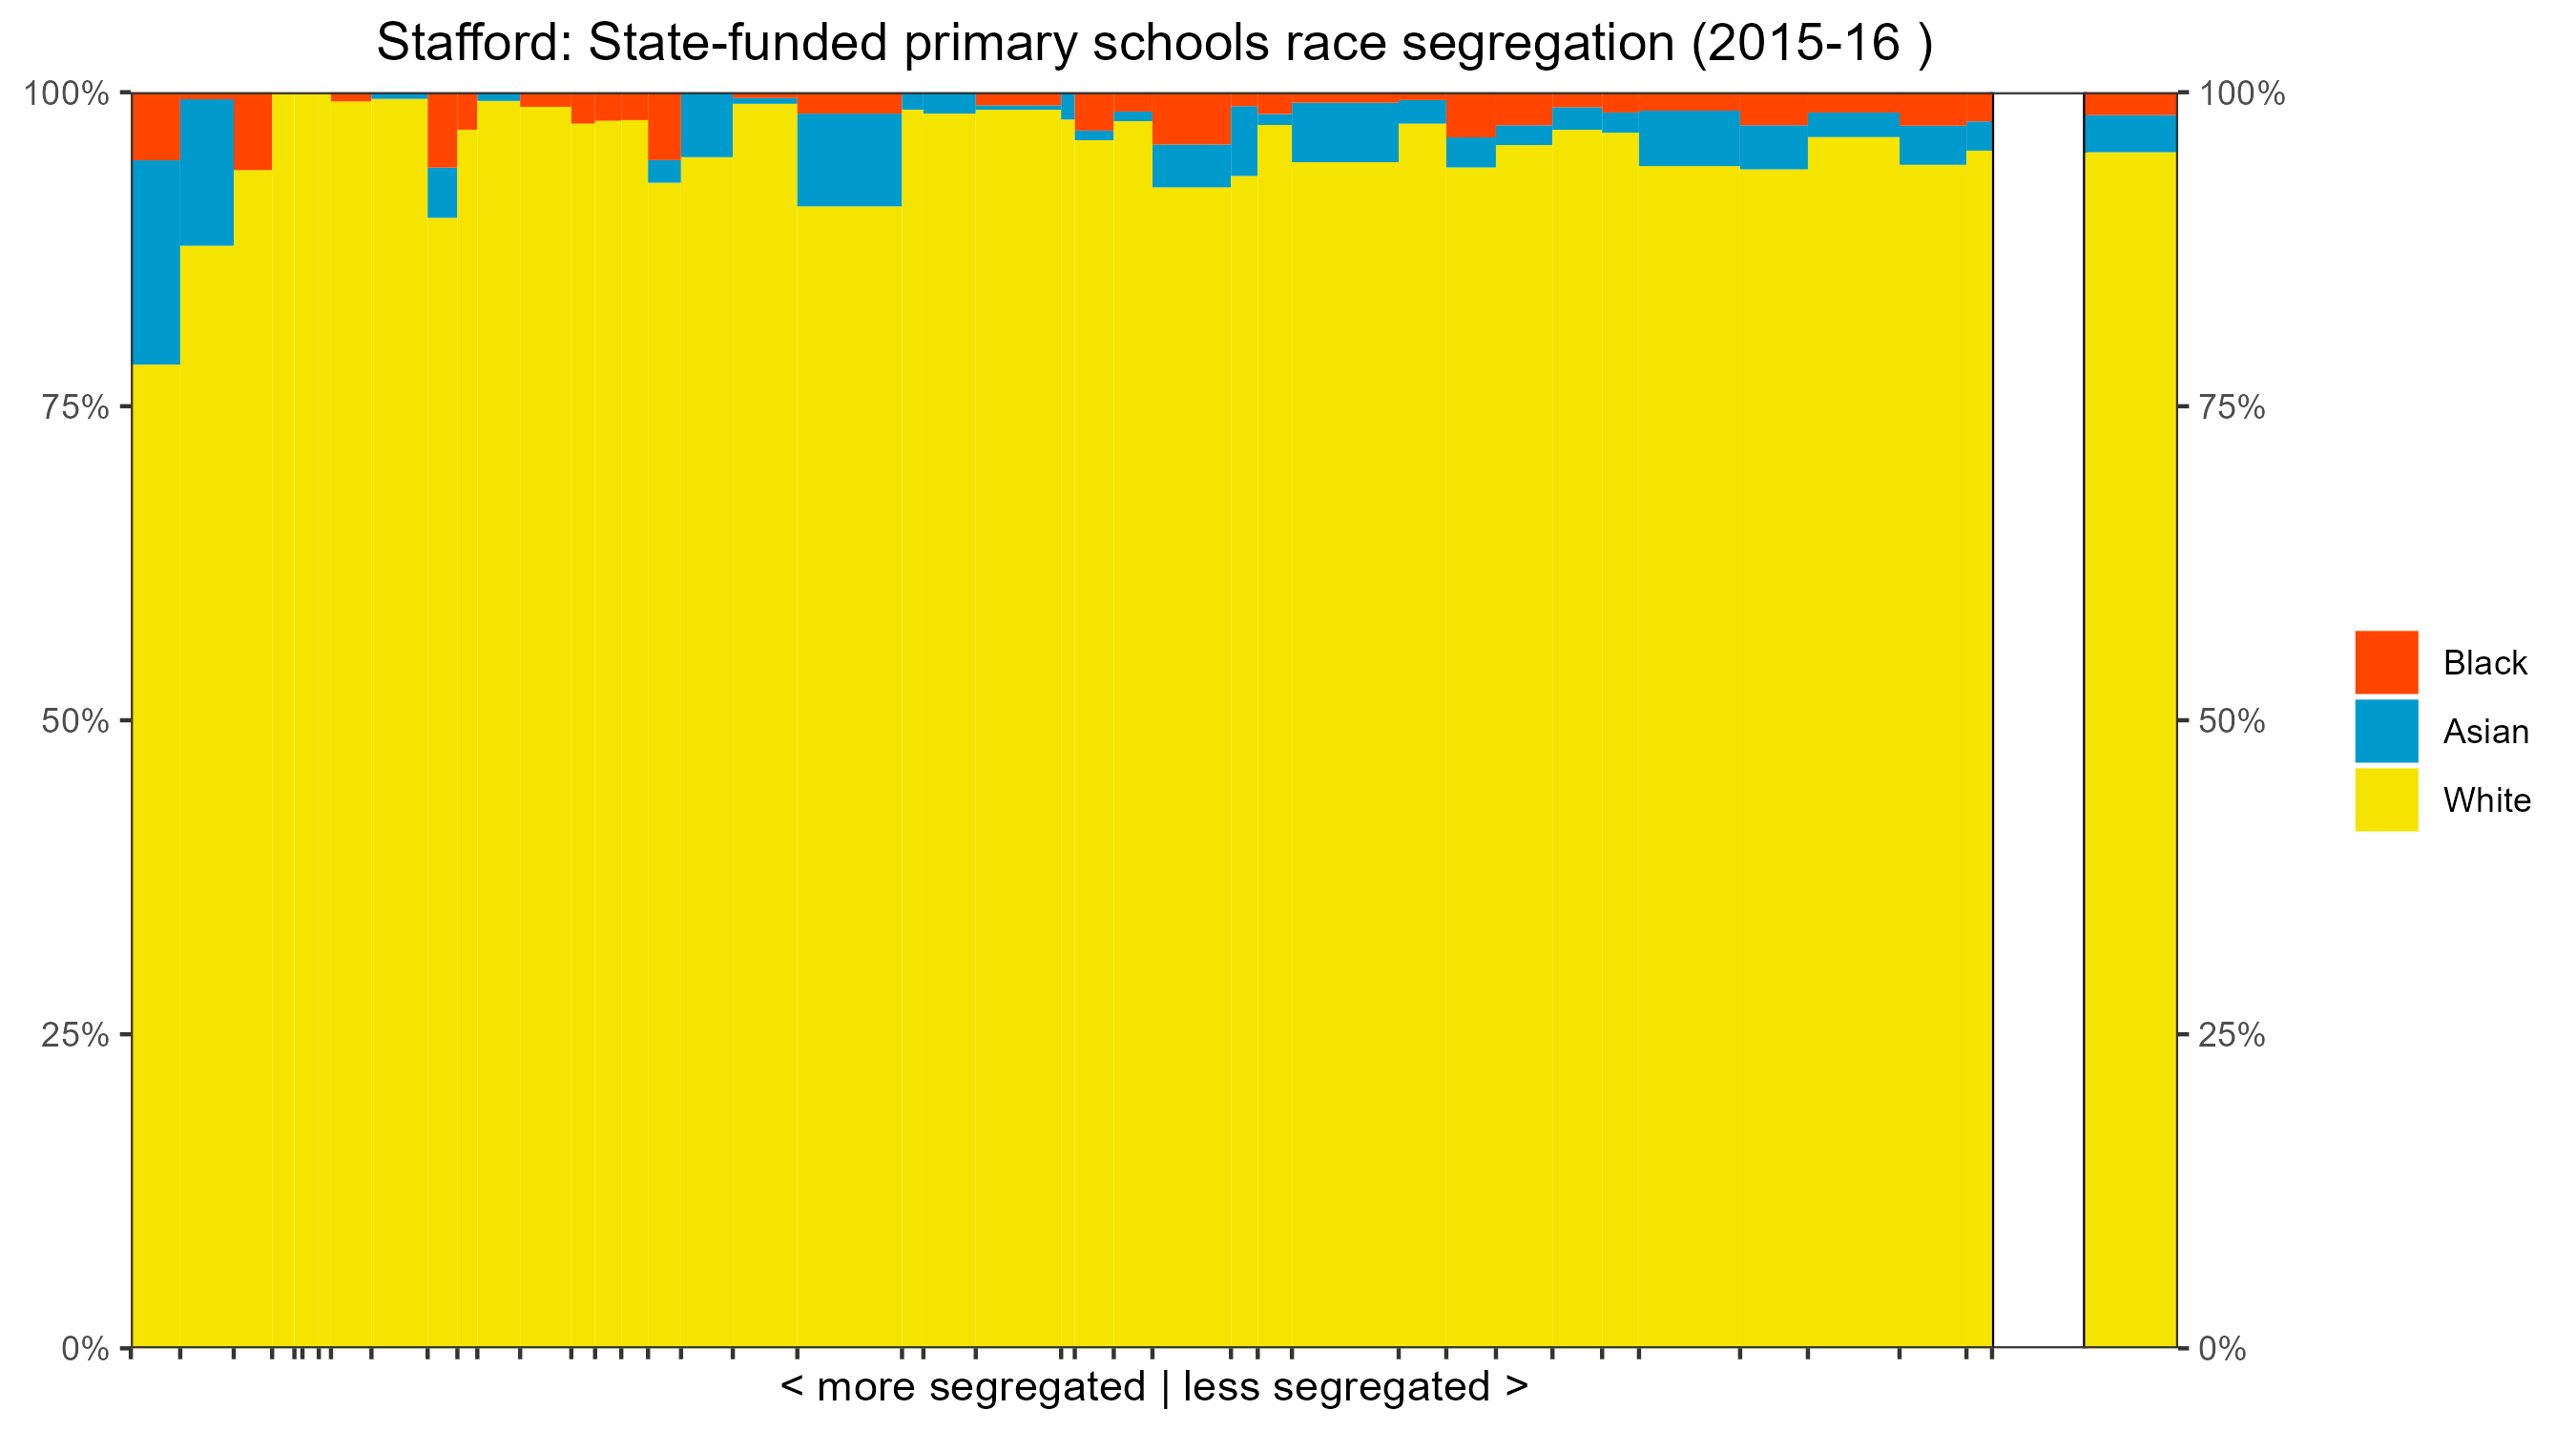 Stafford: State-funded primary schools race segregation (2015-16 )
100%
75%
50%
25%
0%
100%
75%
50%
25%
0%
Black
Asian
White
< more segregated | less segregated >